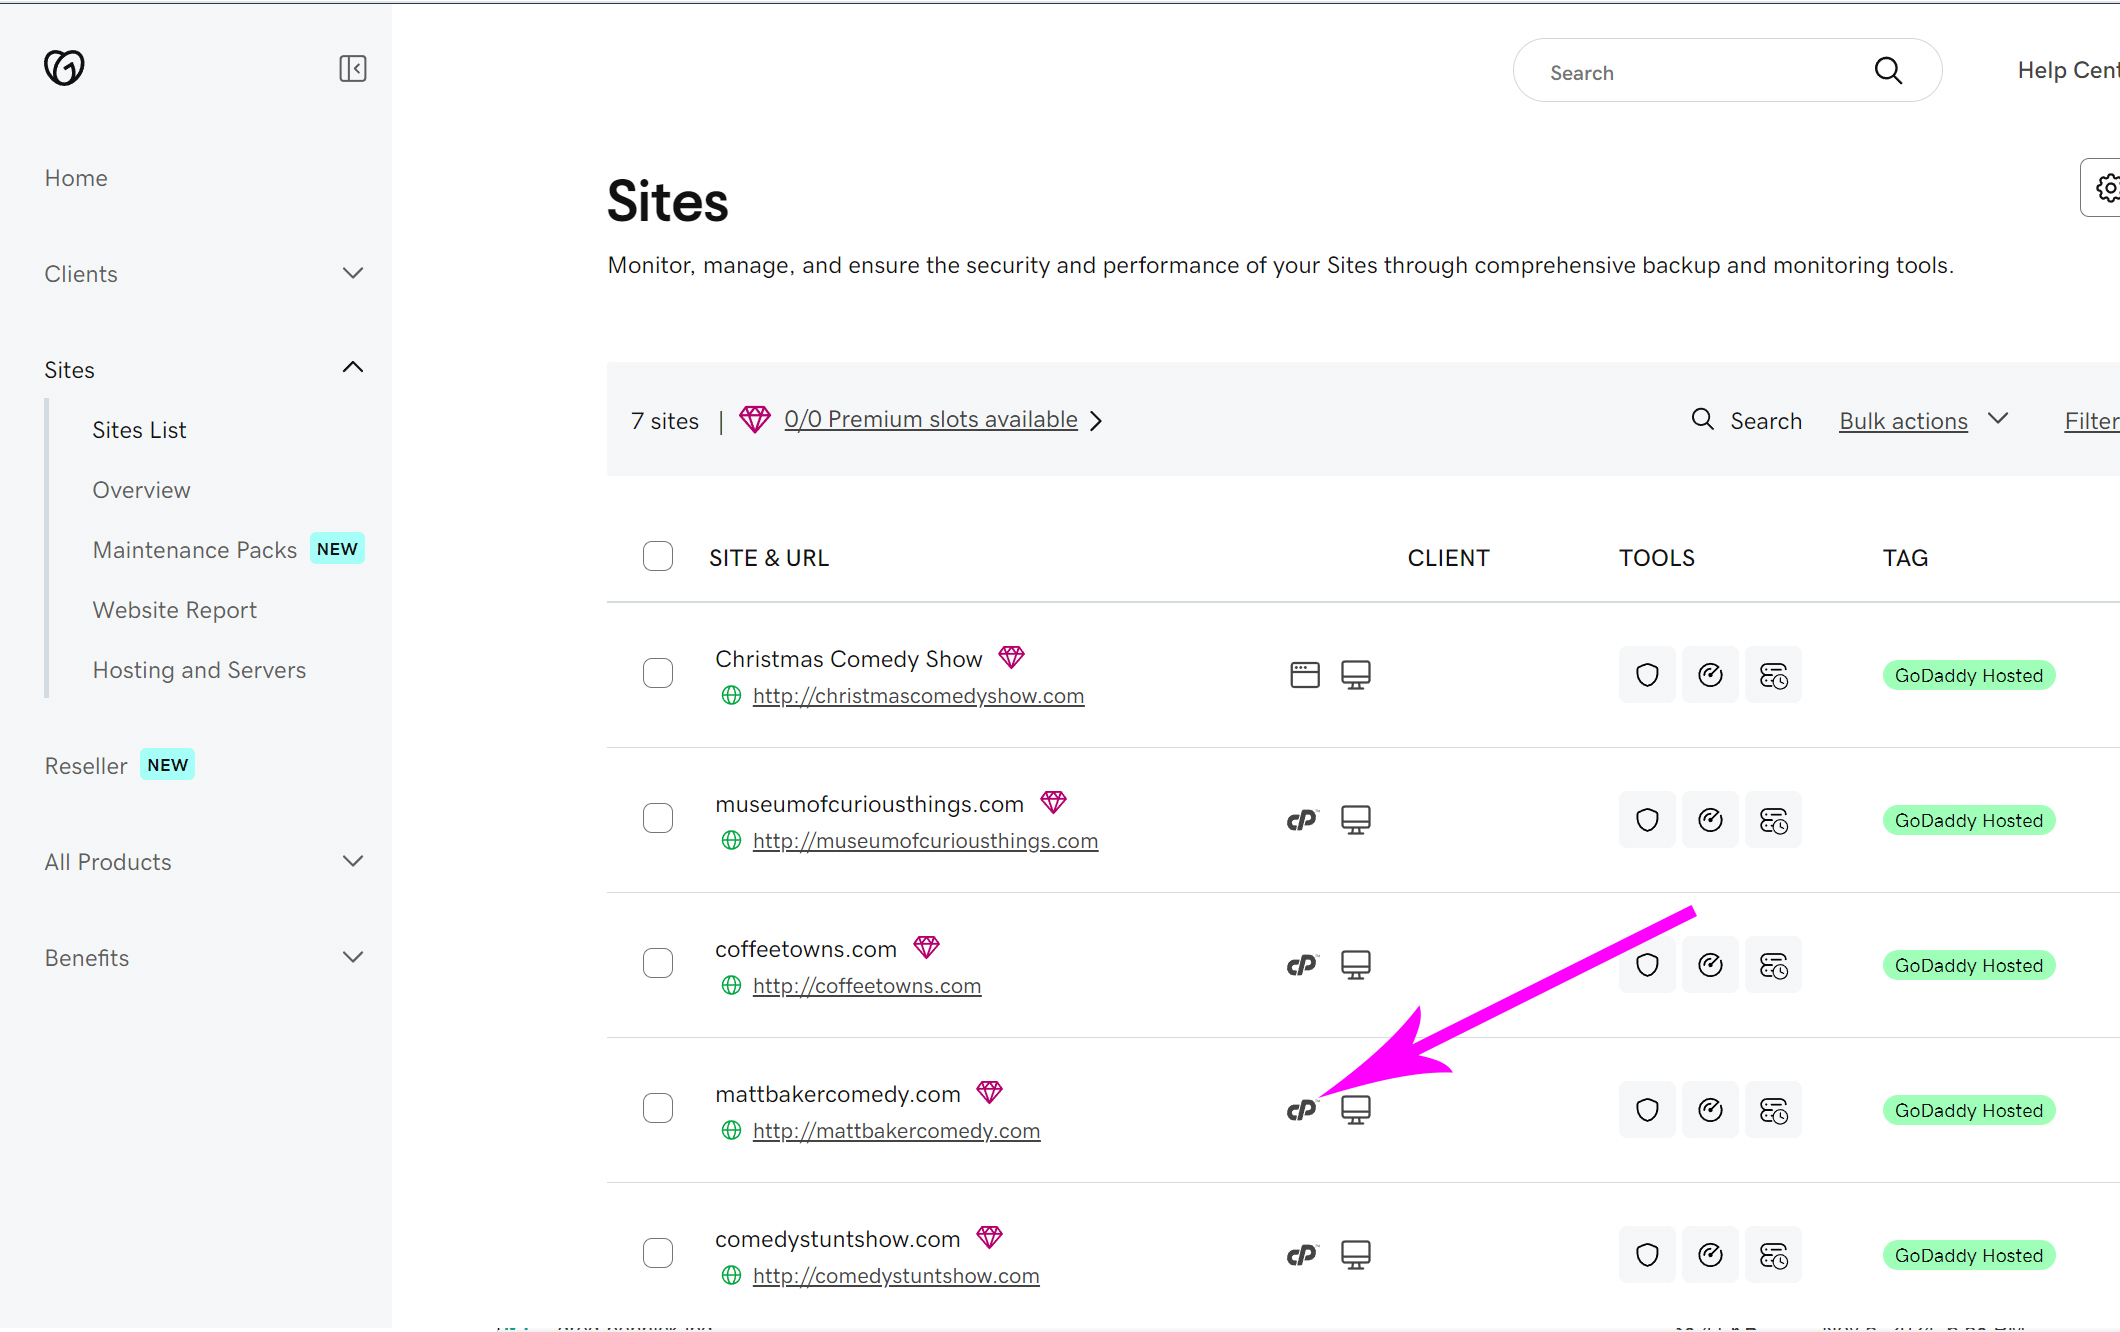 Search
Help Cent
Home
Clients
Sites
Sites List
Overview
Maintenance Packs NEW
Website Report
Hosting and Servers
Reseller NEW
All Products
Benefits
Sites
Monitor, manage, and ensure the security and performance of your Sites through comprehensive backup and monitoring tools.
7 sites | 0/0 Premium slots available
Search Bulk actions Filter
SITE & URL CLIENT TOOLS TAG
Christmas Comedy Show
http://christmascomedyshow.com
GoDaddy Hosted
museumofcuriousthings.com
http://museumofcuriousthings.com
cP GoDaddy Hosted
coffeetowns.com
http://coffeetowns.com
cP GoDaddy Hosted
mattbakercomedy.com
http://mattbakercomedy.com
cP GoDaddy Hosted
comedystuntshow.com
http://comedystuntshow.com
cP GoDaddy Hosted